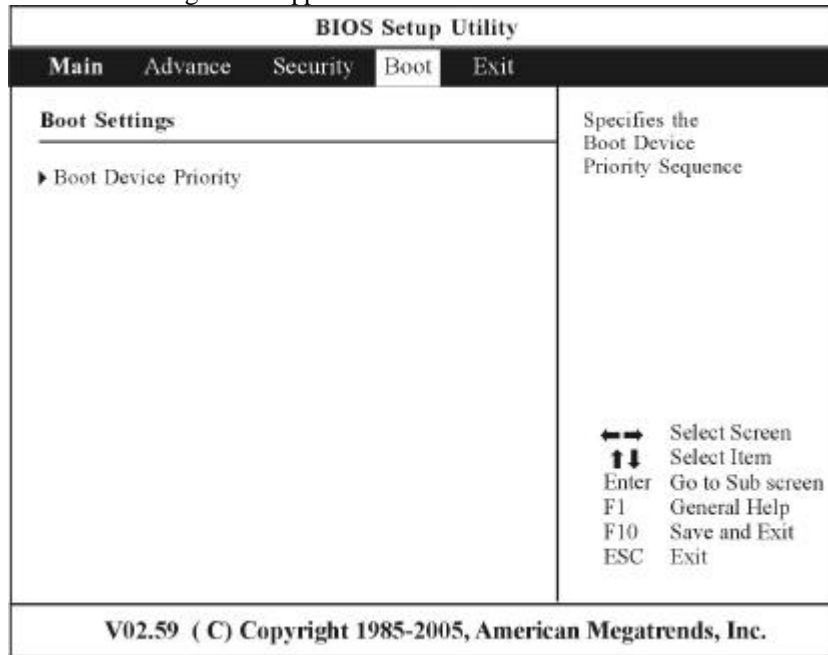 BIOS Setup Utility
Main Advance Security Boot Exit
Boot Settings
Boot Device Priority
Specifies the
Boot Device
Priority Sequence
Select Screen
Select Item
Enter Go to Sub screen
F1 General Help
F10 Save and Exit
ESC Exit
V02.59 ( C) Copyright 1985-2005, American Megatrends, Inc.